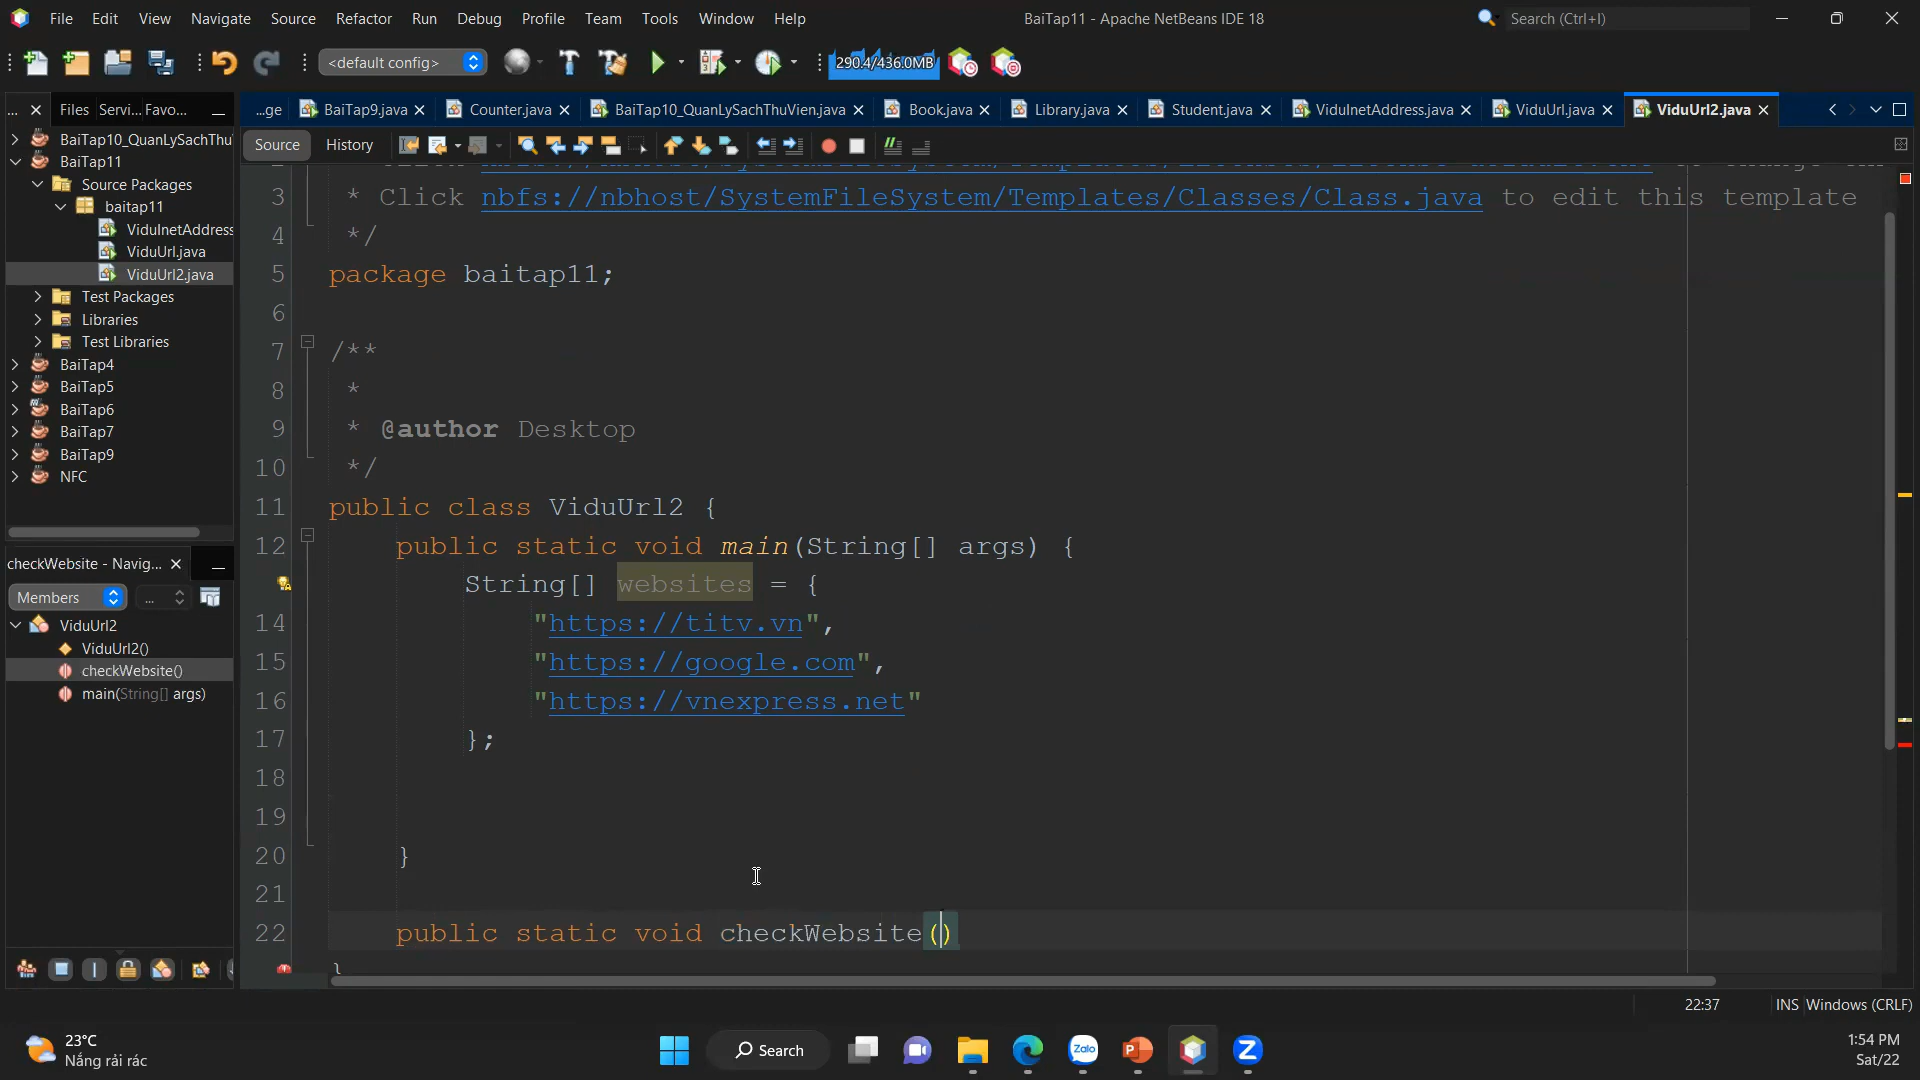 File Edit View Navigate Source Refactor Run Debug Profile Team Tools Window Help
BaiTap11 - Apache NetBeans IDE 18
Search (Ctrl+I)
<default config>
290.4/436.0MB
... Files Servi... Favo...
...ge BaiTap9.java Counter.java BaiTap10_QuanLySachThuVien.java Book.java Library.java Student.java ViduInetAddress.java ViduUrl.java ViduUrl2.java
Source History
BaiTap10_QuanLySachThu
BaiTap11
Source Packages
baitap11
ViduInetAddress
ViduUrl.java
ViduUrl2.java
Test Packages
Libraries
Test Libraries
BaiTap4
BaiTap5
BaiTap6
BaiTap7
BaiTap9
NFC
checkWebsite - Navig...
Members ...
ViduUrl2
ViduUrl2()
checkWebsite()
main(String[] args)
3 * Click nbfs://nbhost/SystemFileSystem/Templates/Classes/Class.java to edit this template
4 */
5 package baitap11;
6
7 /**
8 *
9 * @author Desktop
10 */
11 public class ViduUrl2 {
12 public static void main(String[] args) {
String[] websites = {
14 "https://titv.vn",
15 "https://google.com",
16 "https://vnexpress.net"
17 };
18
19
20 }
21
22 public static void checkWebsite()
}
22:37 INS Windows (CRLF)
23°C
Nắng rải rác
Search
Zalo
1:54 PM
Sat/22